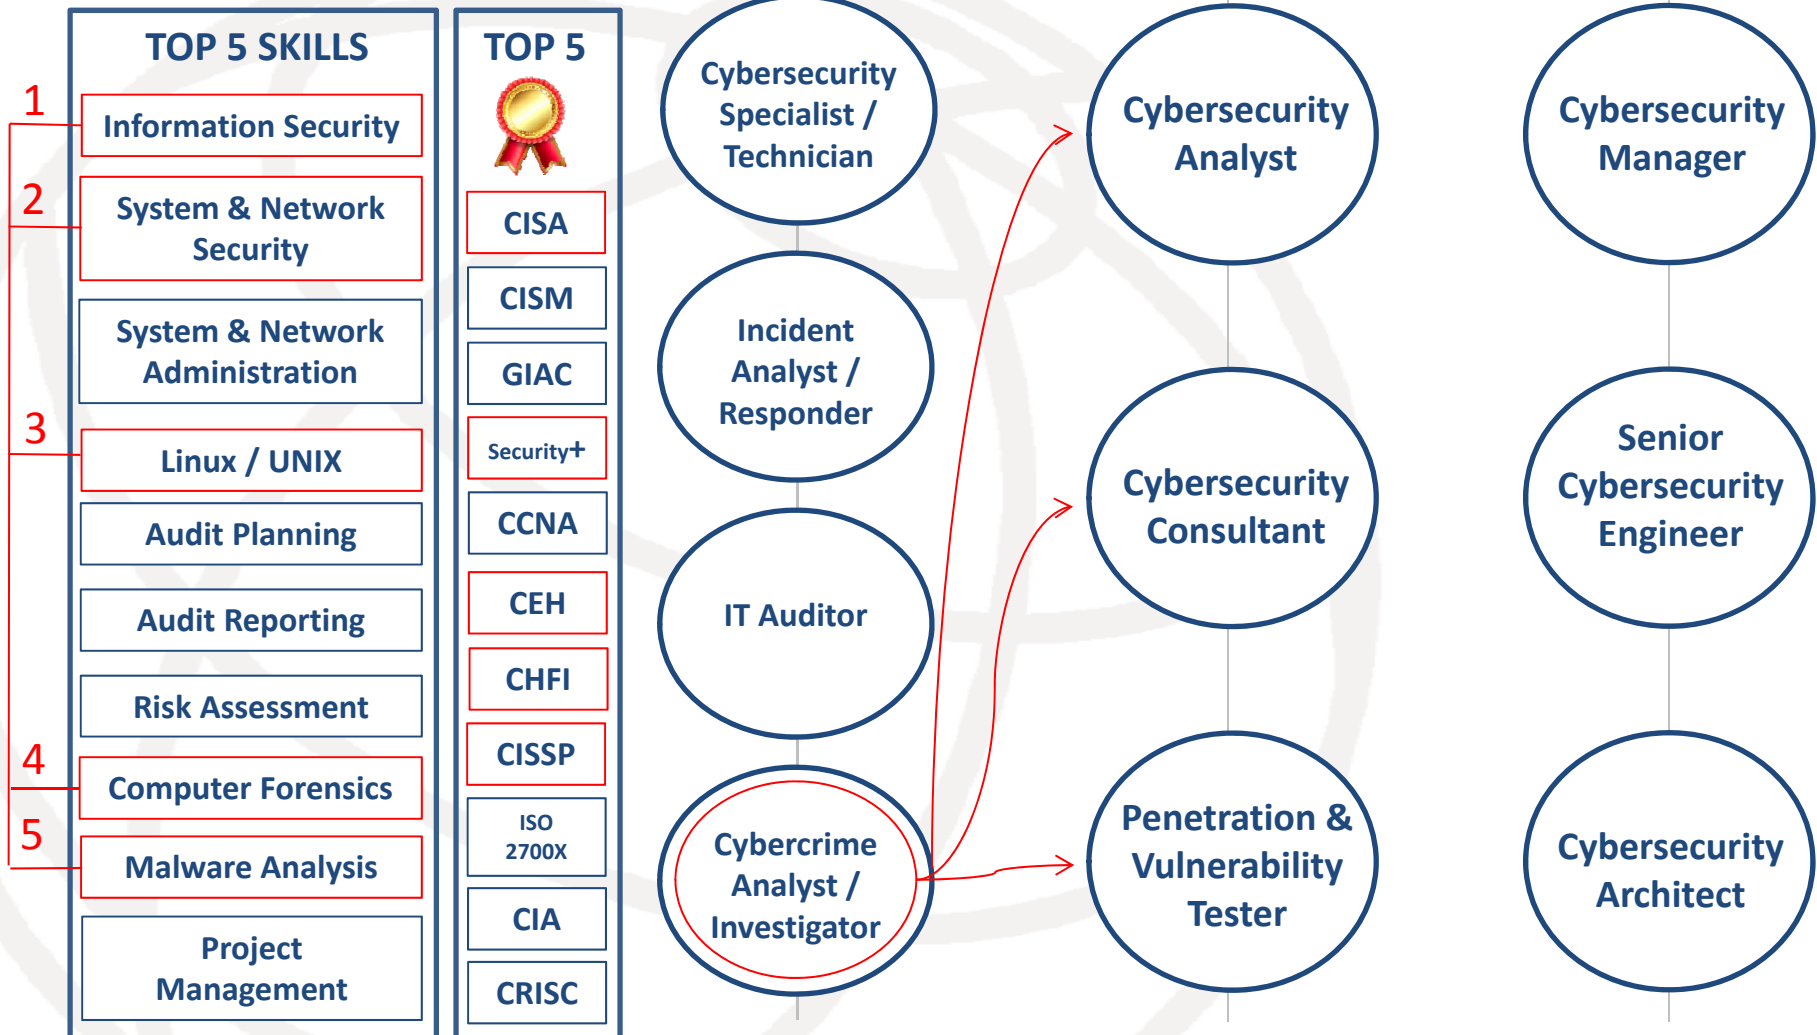 TOP 5 SKILLS
1
Information Security
2
System & Network
Security
System & Network
Administration
3
Linux / UNIX
Audit Planning
Audit Reporting
Risk Assessment
4
Computer Forensics
5
Malware Analysis
Project
Management
TOP 5
CISA
CISM
GIAC
Security+
CCNA
CEH
CHFI
CISSP
ISO
2700X
CIA
CRISC
Cybersecurity
Specialist /
Technician
Incident
Analyst /
Responder
IT Auditor
Cybercrime
Analyst /
Investigator
Cybersecurity
Analyst
Cybersecurity
Consultant
Penetration &
Vulnerability
Tester
Cybersecurity
Manager
Senior
Cybersecurity
Engineer
Cybersecurity
Architect